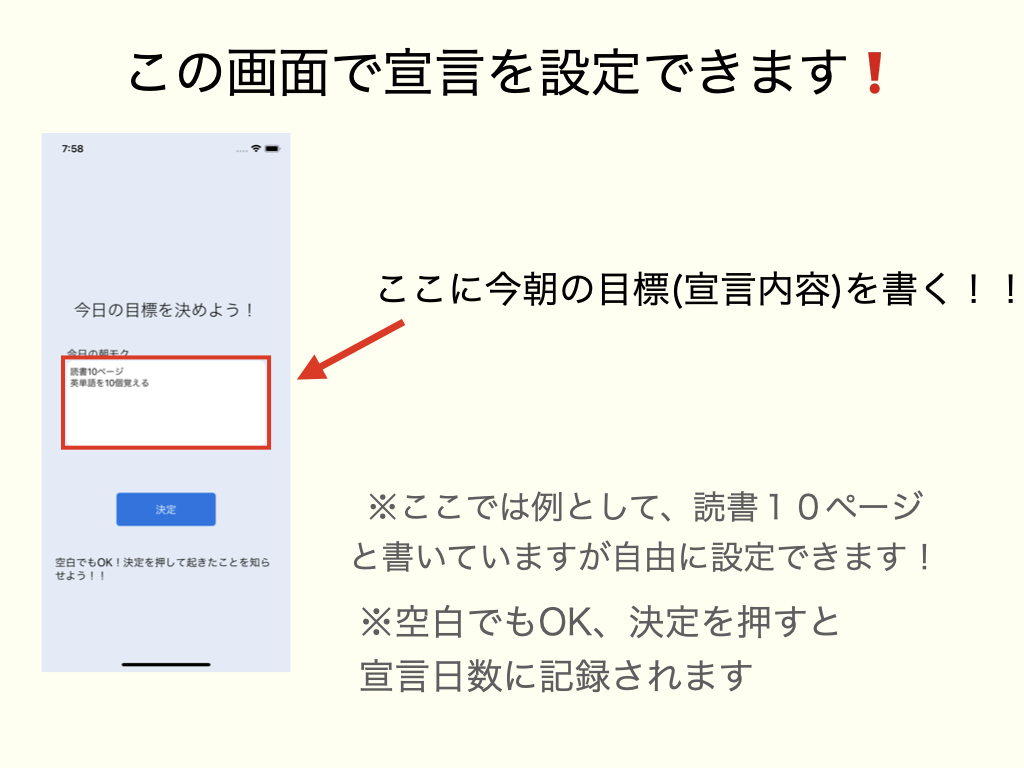 この画面で宣言を設定できます❗
7:58
今日の目標を決めよう！
今日の朝モク
読書10ページ
英単語を10個覚える
決定
空白でもOK！決定を押して起きたことを知ら
せよう！！
ここに今朝の目標(宣言内容)を書く！！
※ここでは例として、読書１０ページ
と書いていますが自由に設定できます！
※空白でもOK、決定を押すと
宣言日数に記録されます